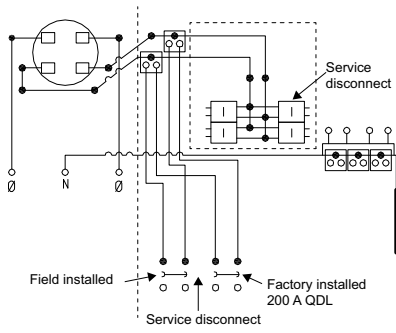 Service
disconnect
Ø N Ø
Field installed
Factory installed
200 A QDL
Service disconnect